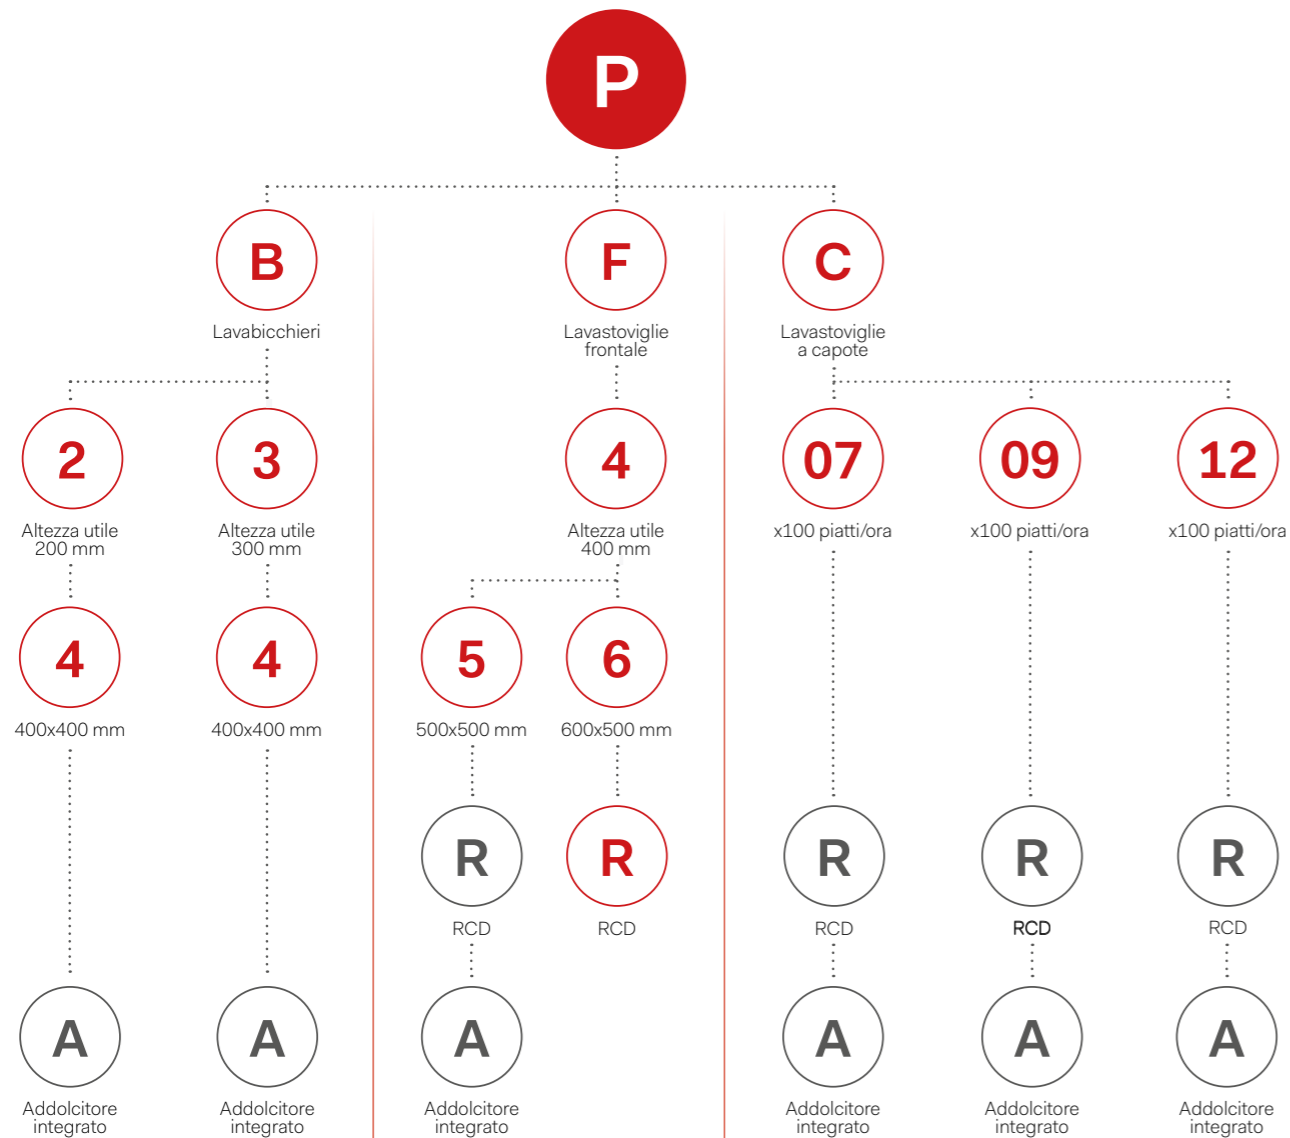 P
B
F
C
Lavabicchieri
Lavastoviglie
frontale
Lavastoviglie
a capote
2
3
4
07
09
12
Altezza utile
200 mm
Altezza utile
300 mm
Altezza utile
400 mm
x100 piatti/ora
x100 piatti/ora
x100 piatti/ora
4
4
5
6
400x400 mm
400x400 mm
500x500 mm
600x500 mm
R
R
R
R
R
RCD
RCD
RCD
RCD
RCD
A
A
A
A
A
A
Addolcitore
integrato
Addolcitore
integrato
Addolcitore
integrato
Addolcitore
integrato
Addolcitore
integrato
Addolcitore
integrato